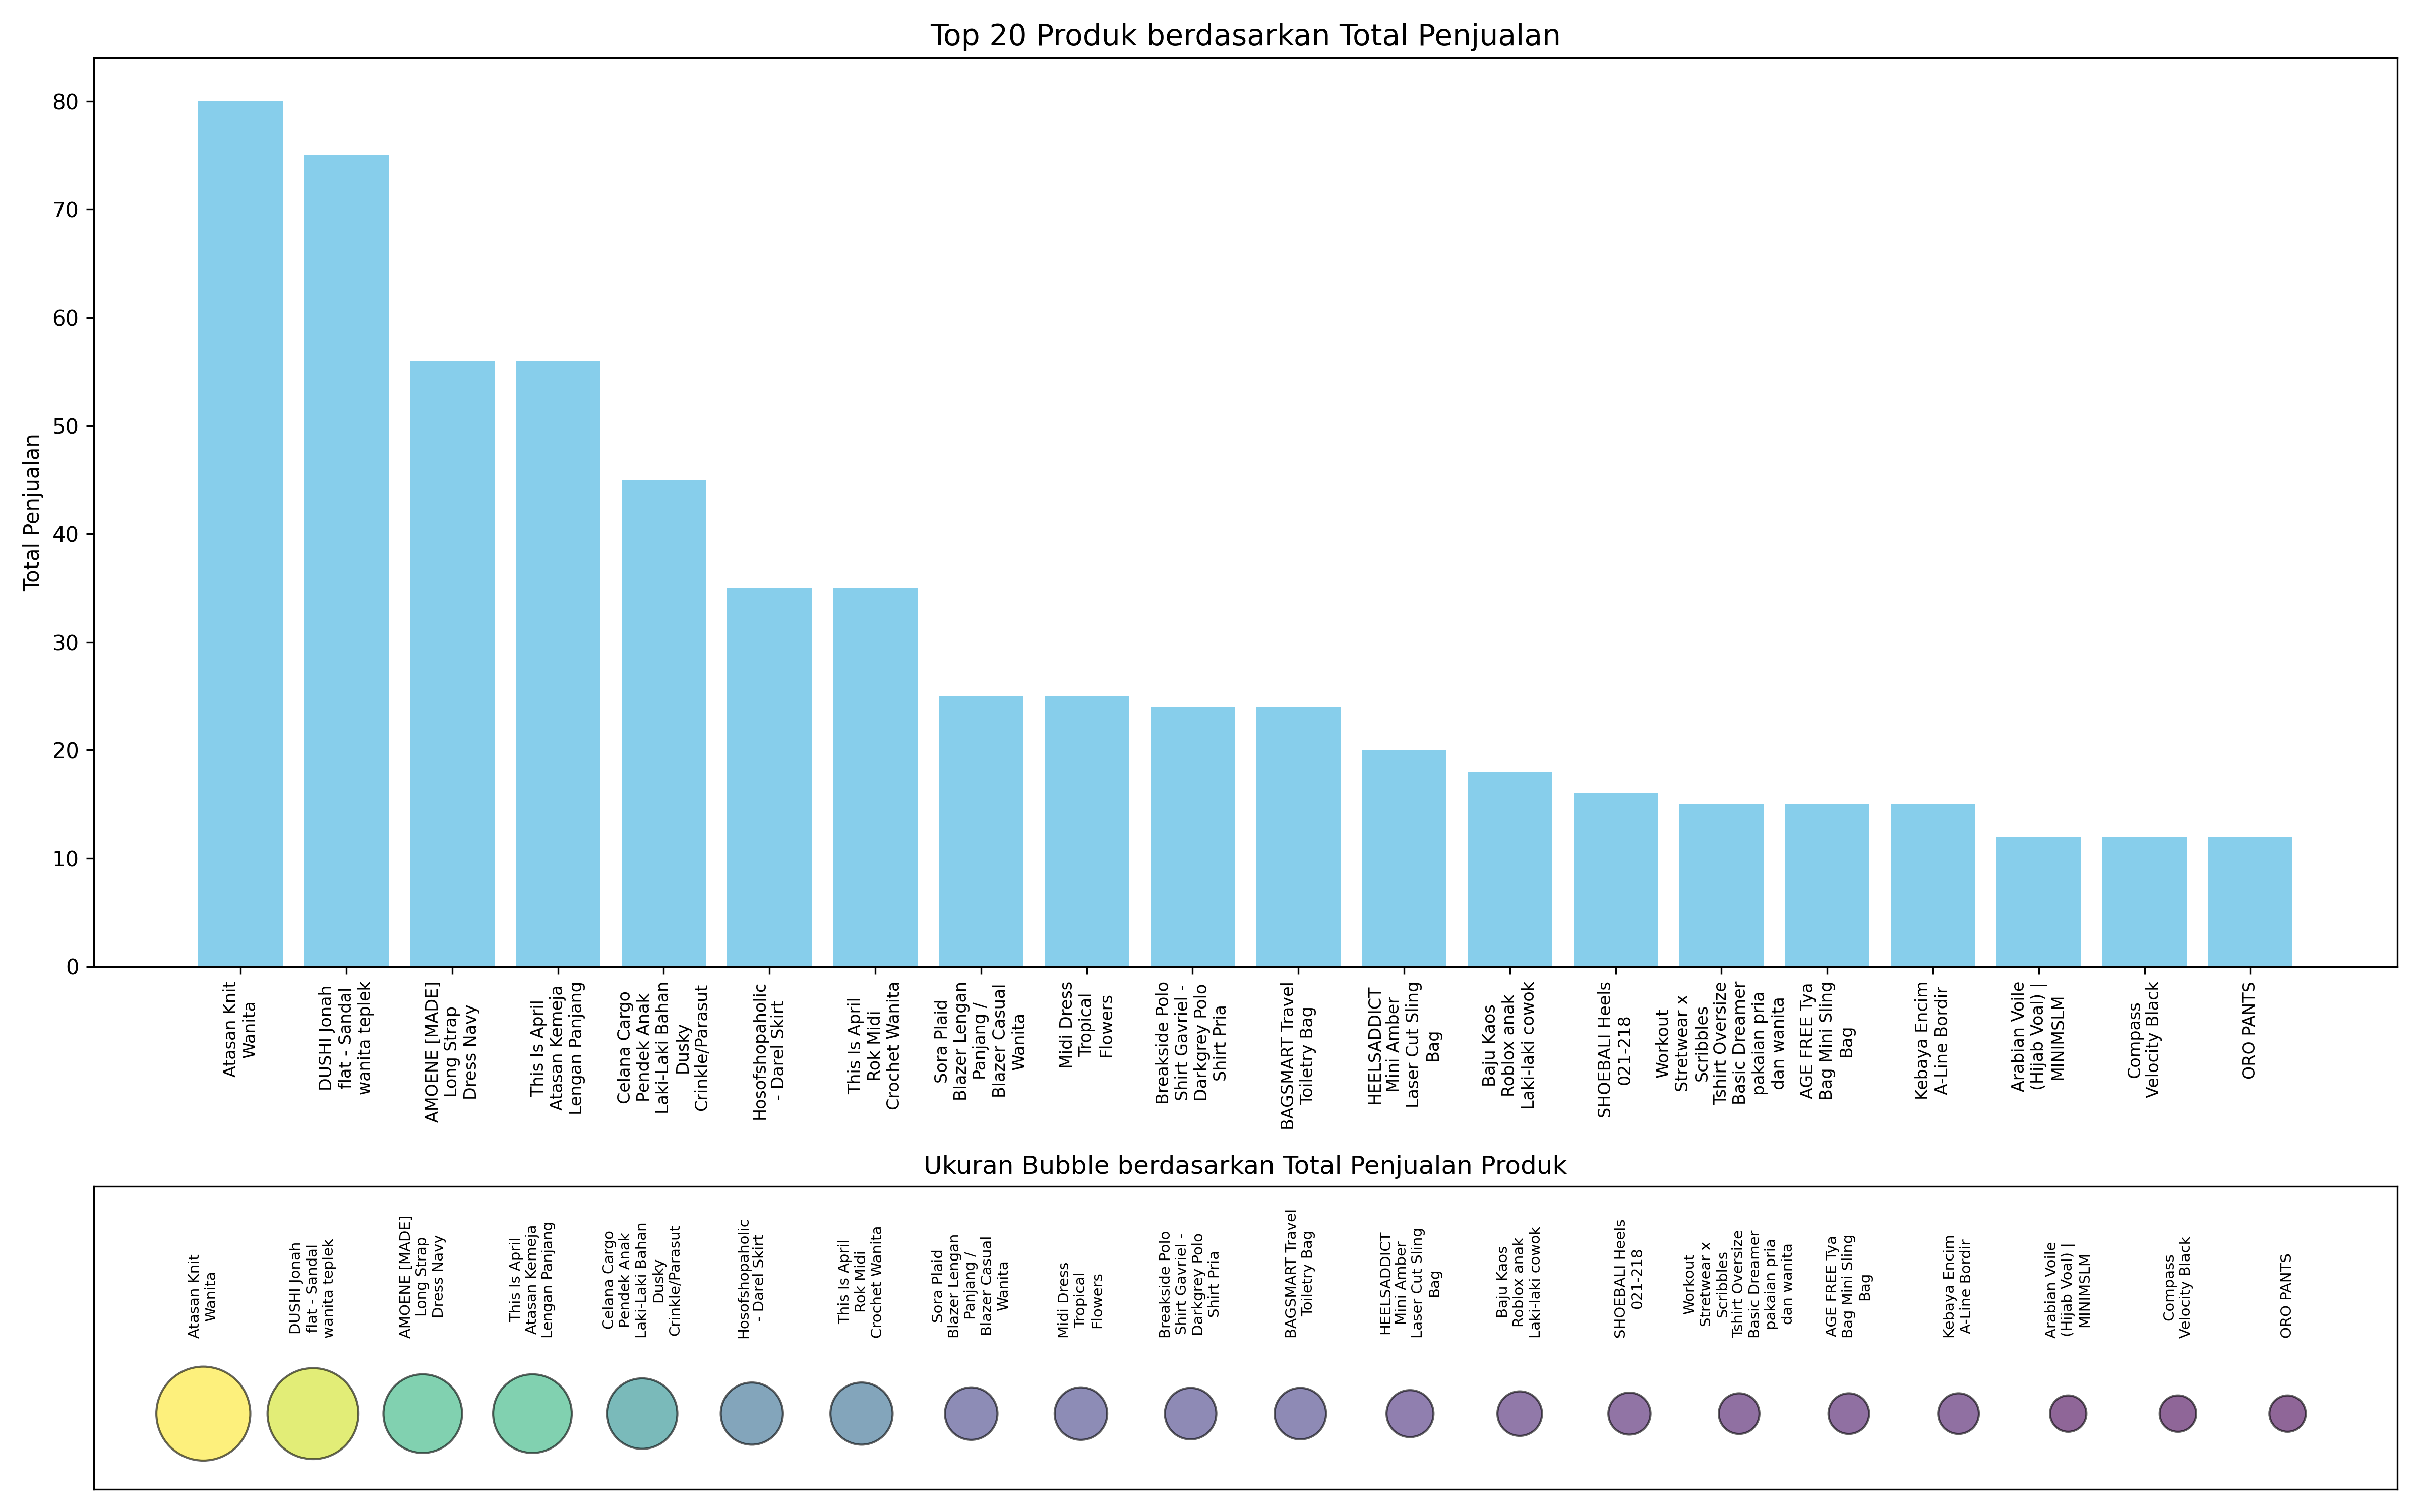 Top 20 Produk berdasarkan Total Penjualan
Total Penjualan
80
70
60
50
40
30
20
10
0
Atasan Knit
Wanita
DUSHI Jonah
flat - Sandal
wanita teplek
AMOENE [MADE]
Long Strap
Dress Navy
This Is April
Atasan Kemeja
Lengan Panjang
Celana Cargo
Pendek Anak
Laki-Laki Bahan
Dusky
Crinkle/Parasut
Hosofshopaholic
- Darel Skirt
This Is April
Rok Midi
Crochet Wanita
Sora Plaid
Blazer Lengan
Panjang /
Blazer Casual
Wanita
Midi Dress
Tropical
Flowers
Breakside Polo
Shirt Gavriel -
Darkgrey Polo
Shirt Pria
BAGSMART Travel
Toiletry Bag
HEELSADDICT
Mini Amber
Laser Cut Sling
Bag
Baju Kaos
Roblox anak
Laki-laki cowok
SHOEBALI Heels
021-218
Workout
Stretwear x
Scribbles
Tshirt Oversize
Basic Dreamer
pakaian pria
dan wanita
AGE FREE Tya
Bag Mini Sling
Bag
Kebaya Encim
A-Line Bordir
Arabian Voile
(Hijab Voal) |
MINIMSLM
Compass
Velocity Black
ORO PANTS
Ukuran Bubble berdasarkan Total Penjualan Produk
Atasan Knit
Wanita
DUSHI Jonah
flat - Sandal
wanita teplek
AMOENE [MADE]
Long Strap
Dress Navy
This Is April
Atasan Kemeja
Lengan Panjang
Celana Cargo
Pendek Anak
Laki-Laki Bahan
Dusky
Crinkle/Parasut
Hosofshopaholic
- Darel Skirt
This Is April
Rok Midi
Crochet Wanita
Sora Plaid
Blazer Lengan
Panjang /
Blazer Casual
Wanita
Midi Dress
Tropical
Flowers
Breakside Polo
Shirt Gavriel -
Darkgrey Polo
Shirt Pria
BAGSMART Travel
Toiletry Bag
HEELSADDICT
Mini Amber
Laser Cut Sling
Bag
Baju Kaos
Roblox anak
Laki-laki cowok
SHOEBALI Heels
021-218
Workout
Stretwear x
Scribbles
Tshirt Oversize
Basic Dreamer
pakaian pria
dan wanita
AGE FREE Tya
Bag Mini Sling
Bag
Kebaya Encim
A-Line Bordir
Arabian Voile
(Hijab Voal) |
MINIMSLM
Compass
Velocity Black
ORO PANTS